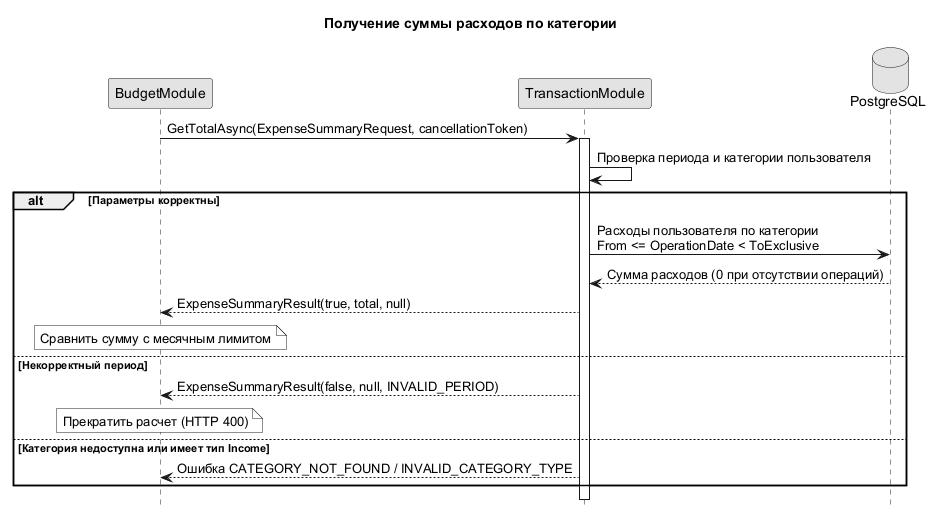 Получение суммы расходов по категории
BudgetModule
TransactionModule
PostgreSQL
GetTotalAsync(ExpenseSummaryRequest, cancellationToken)
Проверка периода и категории пользователя
alt
[Параметры корректны]
Расходы пользователя по категории
From <= OperationDate < ToExclusive
Сумма расходов (0 при отсутствии операций)
ExpenseSummaryResult(true, total, null)
Сравнить сумму с месячным лимитом
[Некорректный период]
ExpenseSummaryResult(false, null, INVALID_PERIOD)
Прекратить расчет (HTTP 400)
[Категория недоступна или имеет тип Income]
Ошибка CATEGORY_NOT_FOUND / INVALID_CATEGORY_TYPE